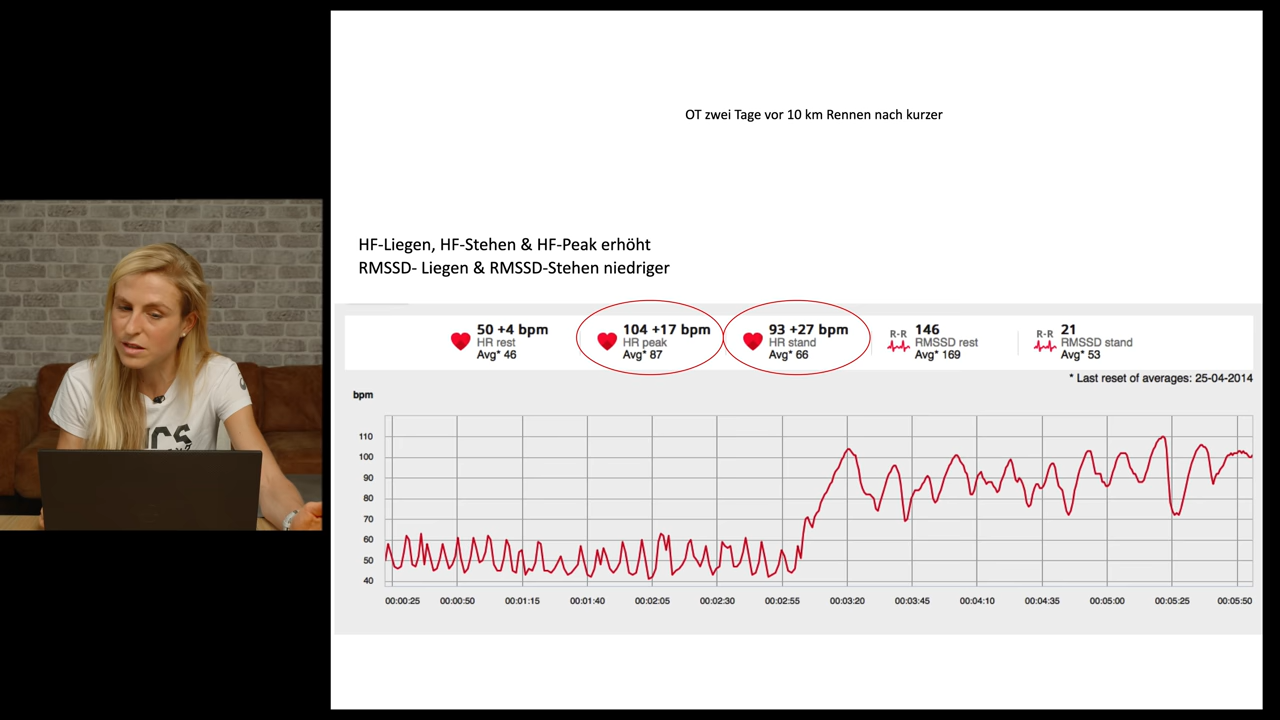 OT zwei Tage vor 10 km Rennen nach kurzer
HF-Liegen, HF-Stehen & HF-Peak erhöht
RMSSD- Liegen & RMSSD-Stehen niedriger
50 +4 bpm
HR rest
Avg* 46
104 +17 bpm
HR peak
Avg* 87
93 +27 bpm
HR stand
Avg* 66
R-R
146
RMSSD rest
Avg* 169
R-R
21
RMSSD stand
Avg* 53
* Last reset of averages: 25-04-2014
bpm
110
100
90
80
70
60
50
40
00:00:25 00:00:50 00:01:15 00:01:40 00:02:05 00:02:30 00:02:55 00:03:20 00:03:45 00:04:10 00:04:35 00:05:00 00:05:25 00:05:50